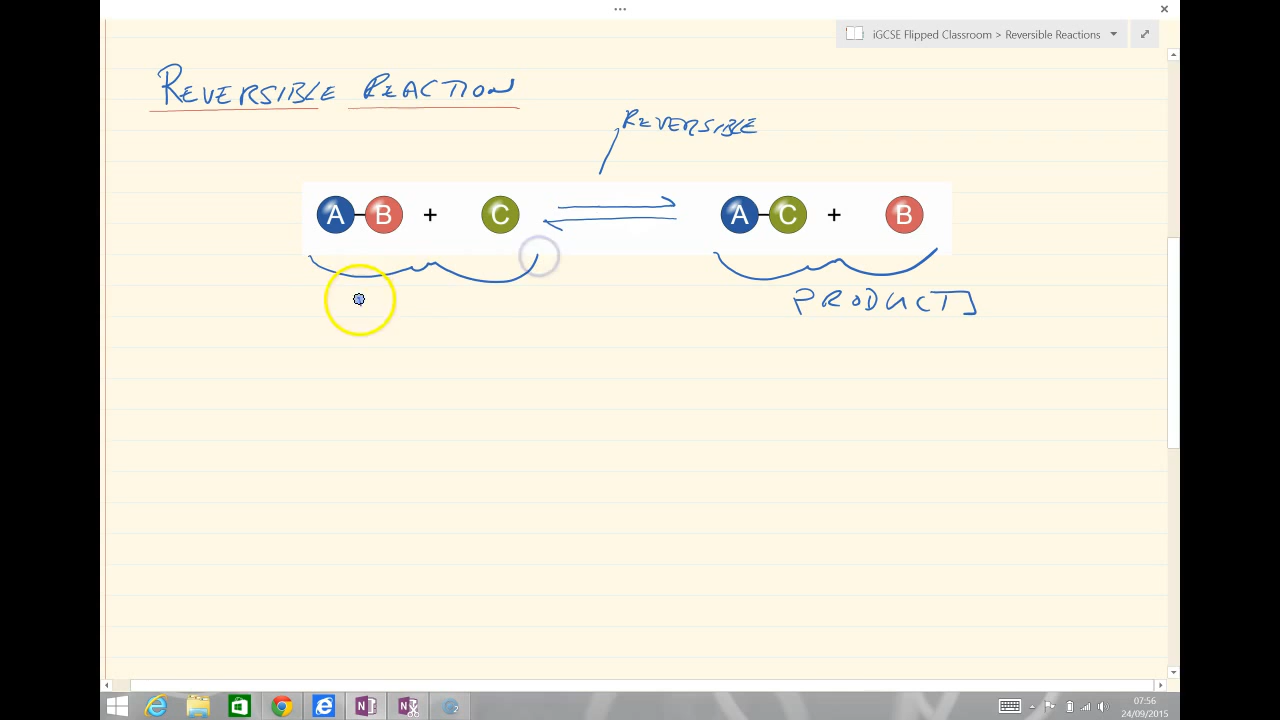 ...
iGCSE Flipped Classroom > Reversible Reactions
REVERSIBLE REACTION
REVERSIBLE
A B + C A C + B
PRODUCTS
07:56
24/09/2015